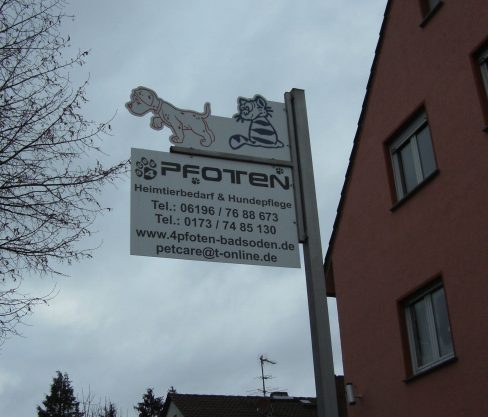 4 PFOTEN
Heimtierbedarf & Hundepflege
Tel.: 06196 / 76 88 673
Tel.: 0173 / 74 85 130
www.4pfoten-badsoden.de
petcare@t-online.de